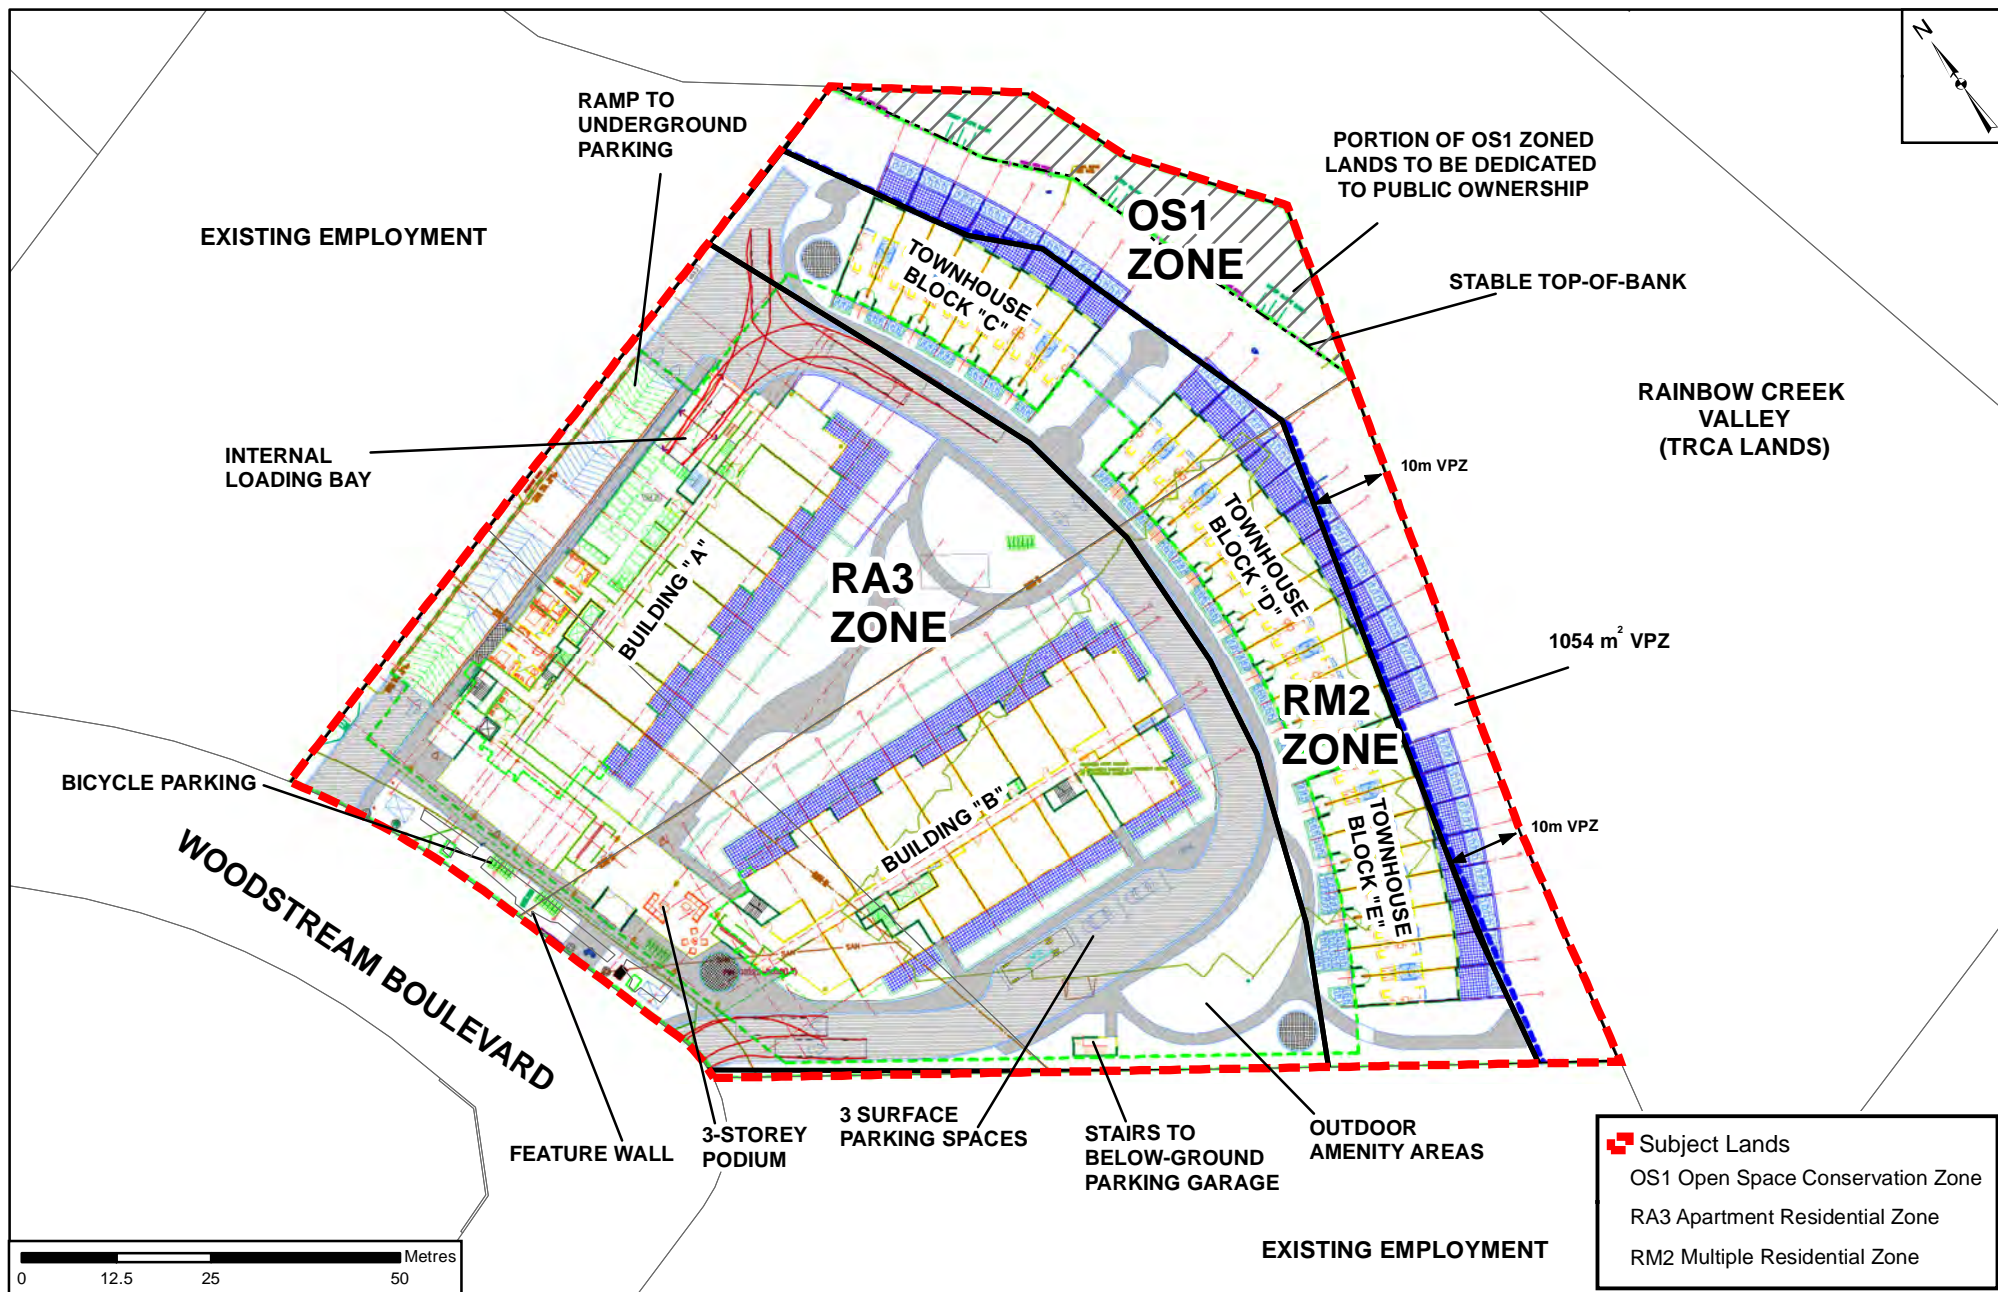 N
RAMP TO
UNDERGROUND
PARKING
PORTION OF OS1 ZONED
LANDS TO BE DEDICATED
TO PUBLIC OWNERSHIP
EXISTING EMPLOYMENT
OS1
ZONE
STABLE TOP-OF-BANK
TOWNHOUSE
BLOCK "C"
RAINBOW CREEK
VALLEY
(TRCA LANDS)
INTERNAL
LOADING BAY
10m VPZ
TOWNHOUSE
BLOCK "D"
BUILDING "A"
RA3
ZONE
1054 m² VPZ
RM2
ZONE
BICYCLE PARKING
BUILDING "B"
TOWNHOUSE
BLOCK "E"
10m VPZ
WOODSTREAM BOULEVARD
SAN
SAN
SAN
FEATURE WALL
3-STOREY
PODIUM
3 SURFACE
PARKING SPACES
STAIRS TO
BELOW-GROUND
PARKING GARAGE
OUTDOOR
AMENITY AREAS
EXISTING EMPLOYMENT
Subject Lands
OS1 Open Space Conservation Zone
RA3 Apartment Residential Zone
RM2 Multiple Residential Zone
Metres
0 12.5 25 50